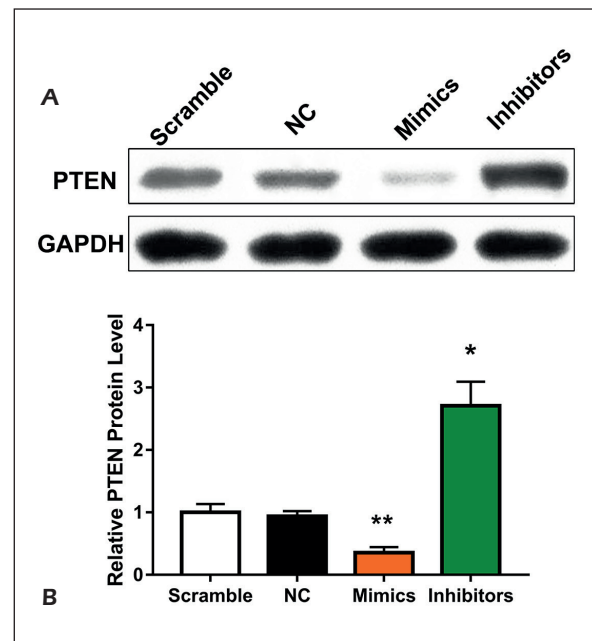 A
Scramble
NC
Mimics
Inhibitors
PTEN
GAPDH
Relative PTEN Protein Level
4
3
2
1
0
*
**
Scramble NC Mimics Inhibitors
B